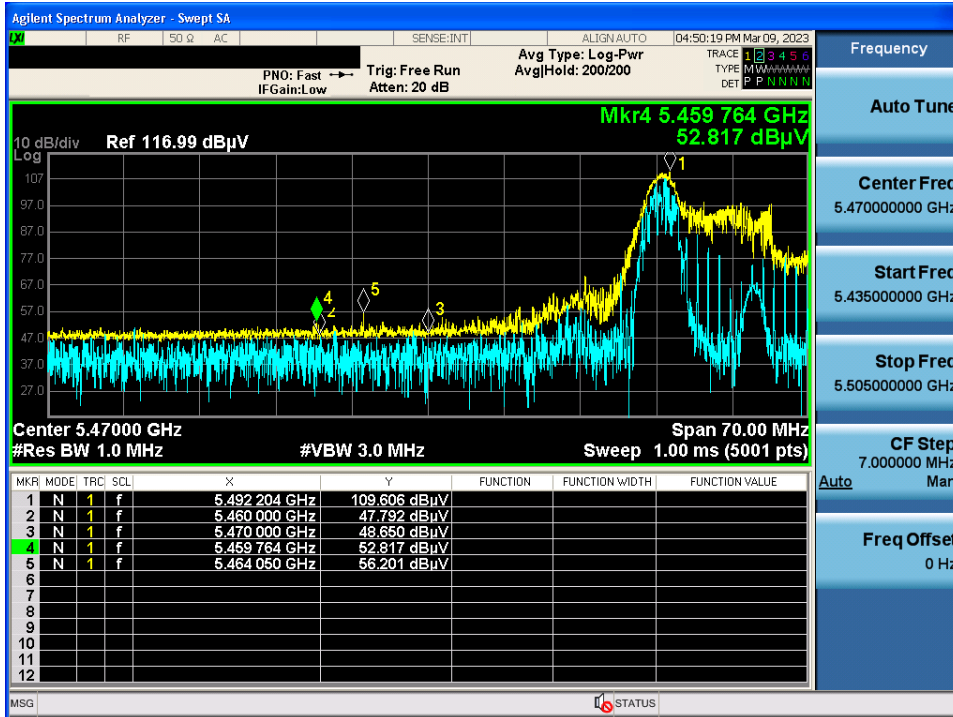 Agilent Spectrum Analyzer - Swept SA
LXI RF 50 Ω AC SENSE:INT ALIGN AUTO 04:50:19 PM Mar 09, 2023
PNO: Fast
IFGain:Low
Trig: Free Run
Atten: 20 dB
Avg Type: Log-Pwr
Avg|Hold: 200/200
TRACE 1 2 3 4 5 6
TYPE M W W W W W
DET P P N N N N
Mkr4 5.459 764 GHz
52.817 dBµV
10 dB/div Ref 116.99 dBµV
Log
107
97.0
87.0
77.0
67.0
57.0
47.0
37.0
27.0
1
4
2
5
3
Center 5.47000 GHz Span 70.00 MHz
#Res BW 1.0 MHz #VBW 3.0 MHz Sweep 1.00 ms (5001 pts)
MKR MODE TRC SCL X Y FUNCTION FUNCTION WIDTH FUNCTION VALUE
1 N 1 f 5.492 204 GHz 109.606 dBµV
2 N 1 f 5.460 000 GHz 47.792 dBµV
3 N 1 f 5.470 000 GHz 48.650 dBµV
4 N 1 f 5.459 764 GHz 52.817 dBµV
5 N 1 f 5.464 050 GHz 56.201 dBµV
6
7
8
9
10
11
12
MSG STATUS
Frequency
Auto Tune
Center Freq
5.470000000 GHz
Start Freq
5.435000000 GHz
Stop Freq
5.505000000 GHz
CF Step
7.000000 MHz
Auto Man
Freq Offset
0 Hz